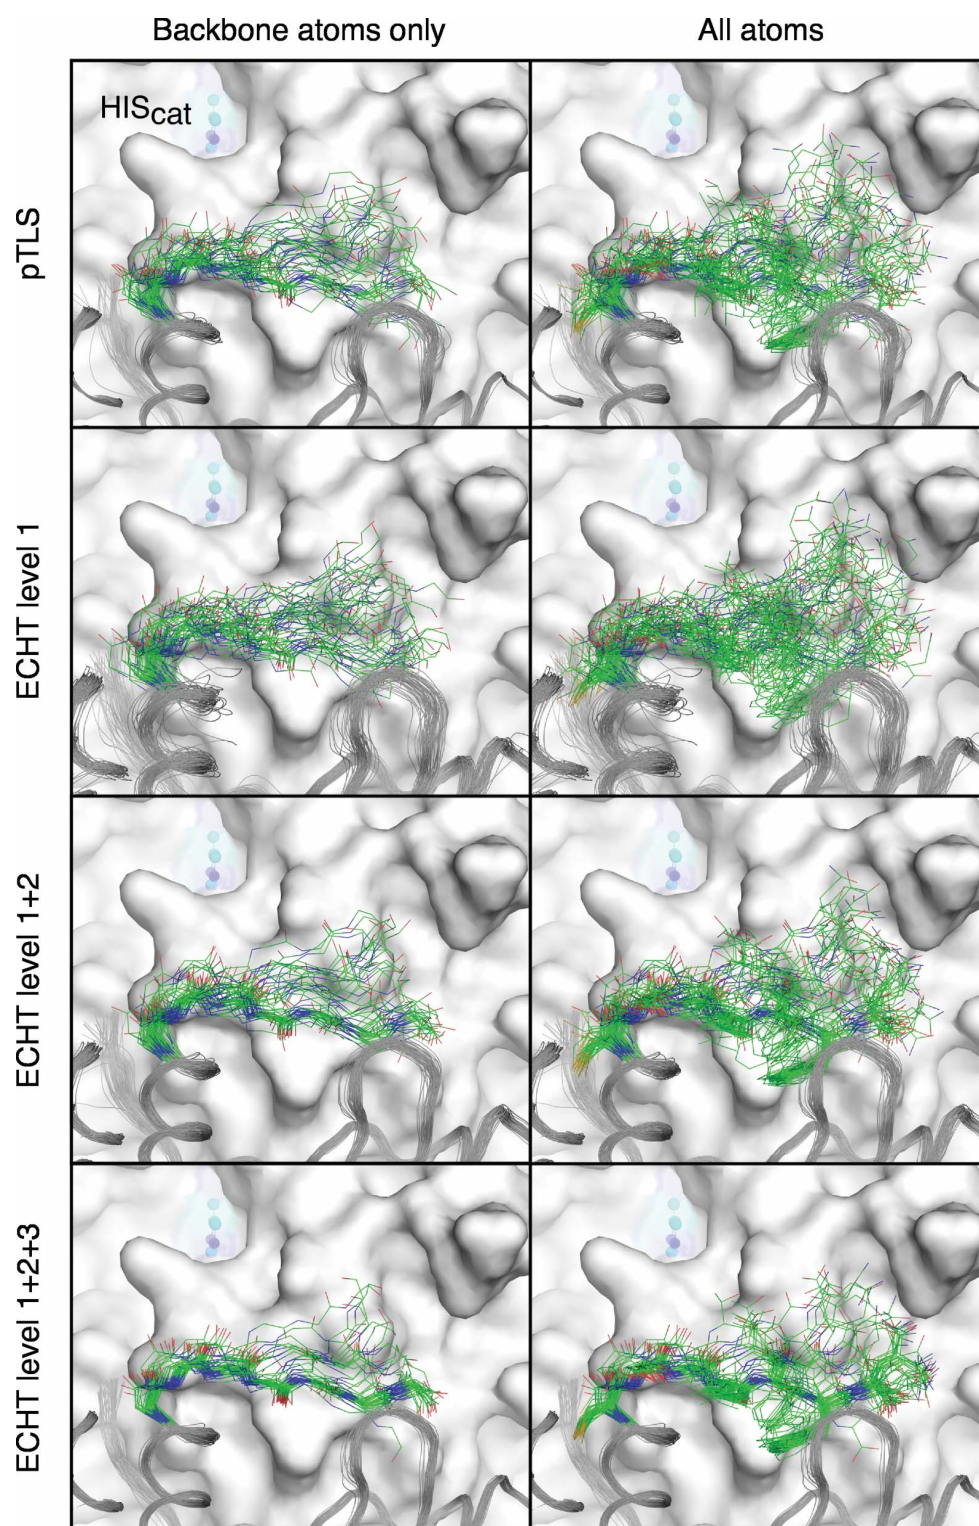 Backbone atoms only
All atoms
HIScat
pTLS
ECHT level 1
ECHT level 1+2
ECHT level 1+2+3